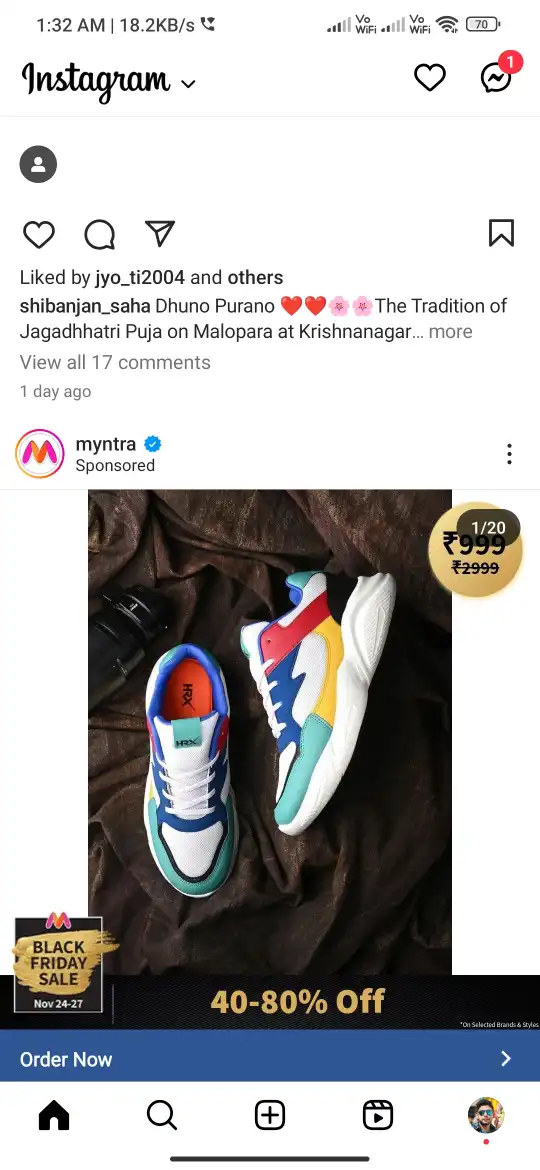 1:32 AM | 18.2KB/s
Vo WiFi Vo WiFi 70
Instagram
1
Liked by jyo_ti2004 and others
shibanjan_saha Dhuno Purano ❤️❤️🌸🌸The Tradition of
Jagadhhatri Puja on Malopara at Krishnanagar... more
View all 17 comments
1 day ago
myntra
Sponsored
1/20
₹999
₹2999
HRX
HRX
BLACK
FRIDAY
SALE
Nov 24-27
40-80% Off
*On Selected Brands & Styles
Order Now